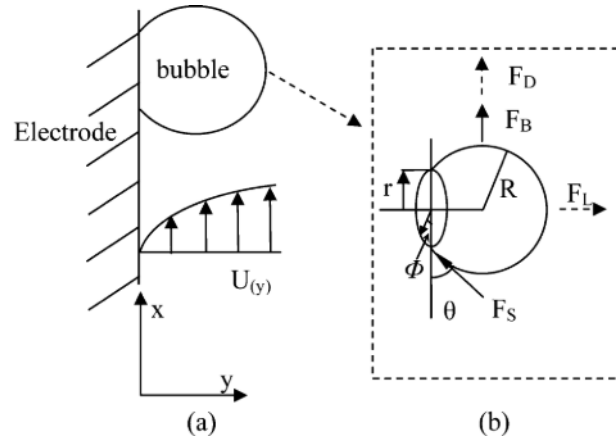 bubble
Electrode
U(y)
x
y
(a)
F_D
F_B
r
R
F_L
Φ
θ
F_S
(b)